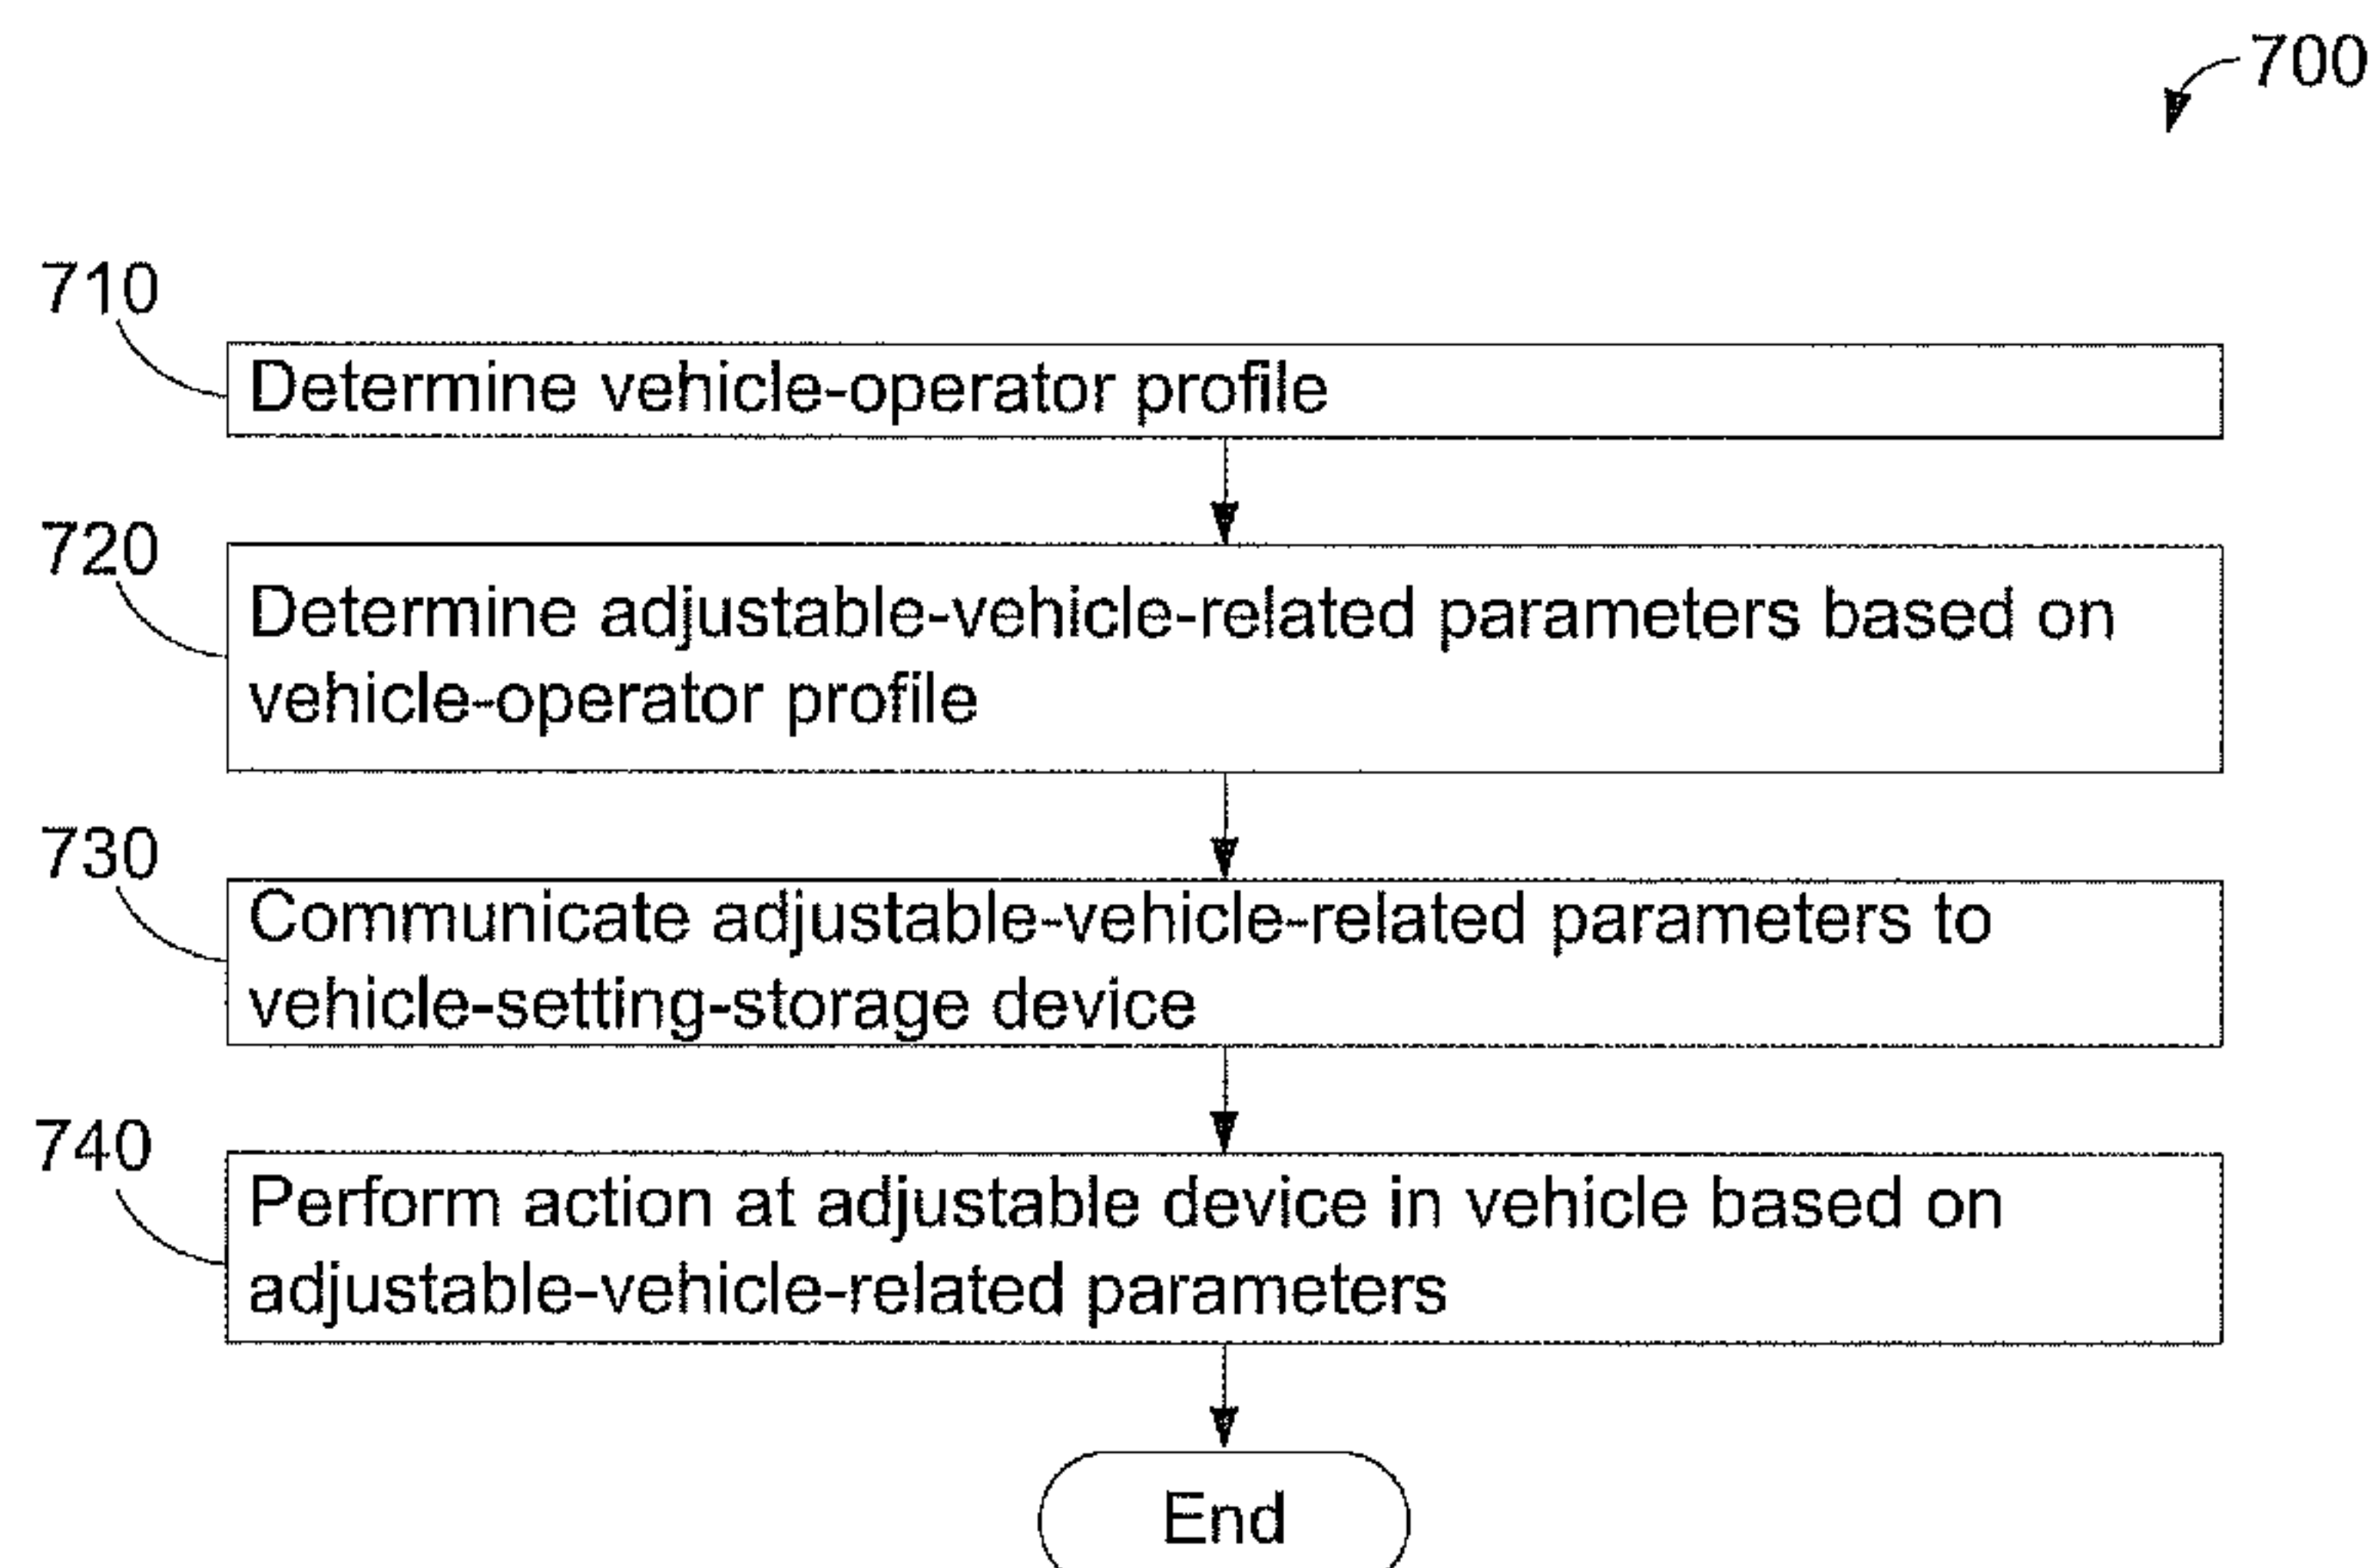 700
710
Determine vehicle-operator profile
720
Determine adjustable-vehicle-related parameters based on
vehicle-operator profile
730
Communicate adjustable-vehicle-related parameters to
vehicle-setting-storage device
740
Perform action at adjustable device in vehicle based on
adjustable-vehicle-related parameters
End